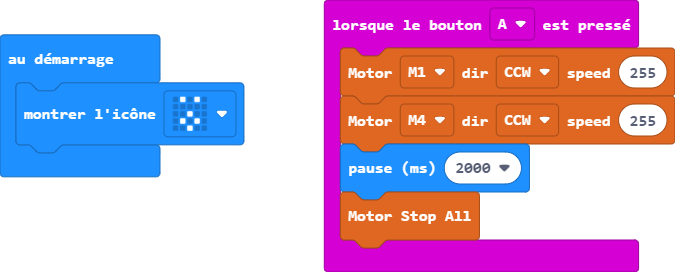 au démarrage
montrer l'icône
lorsque le bouton A est pressé
Motor M1 dir CCW speed 255
Motor M4 dir CCW speed 255
pause (ms) 2000
Motor Stop All